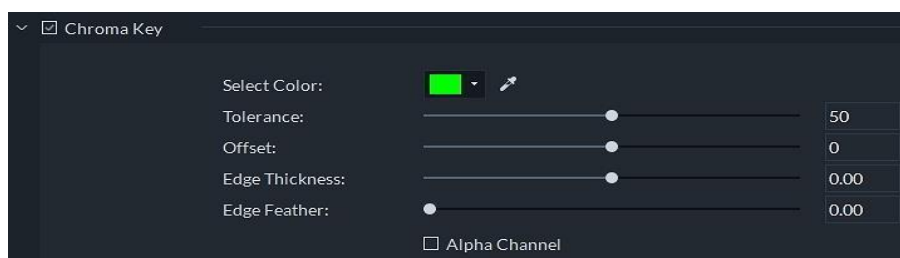 Chroma Key
Select Color:
Tolerance: 50
Offset: 0
Edge Thickness: 0.00
Edge Feather: 0.00
Alpha Channel